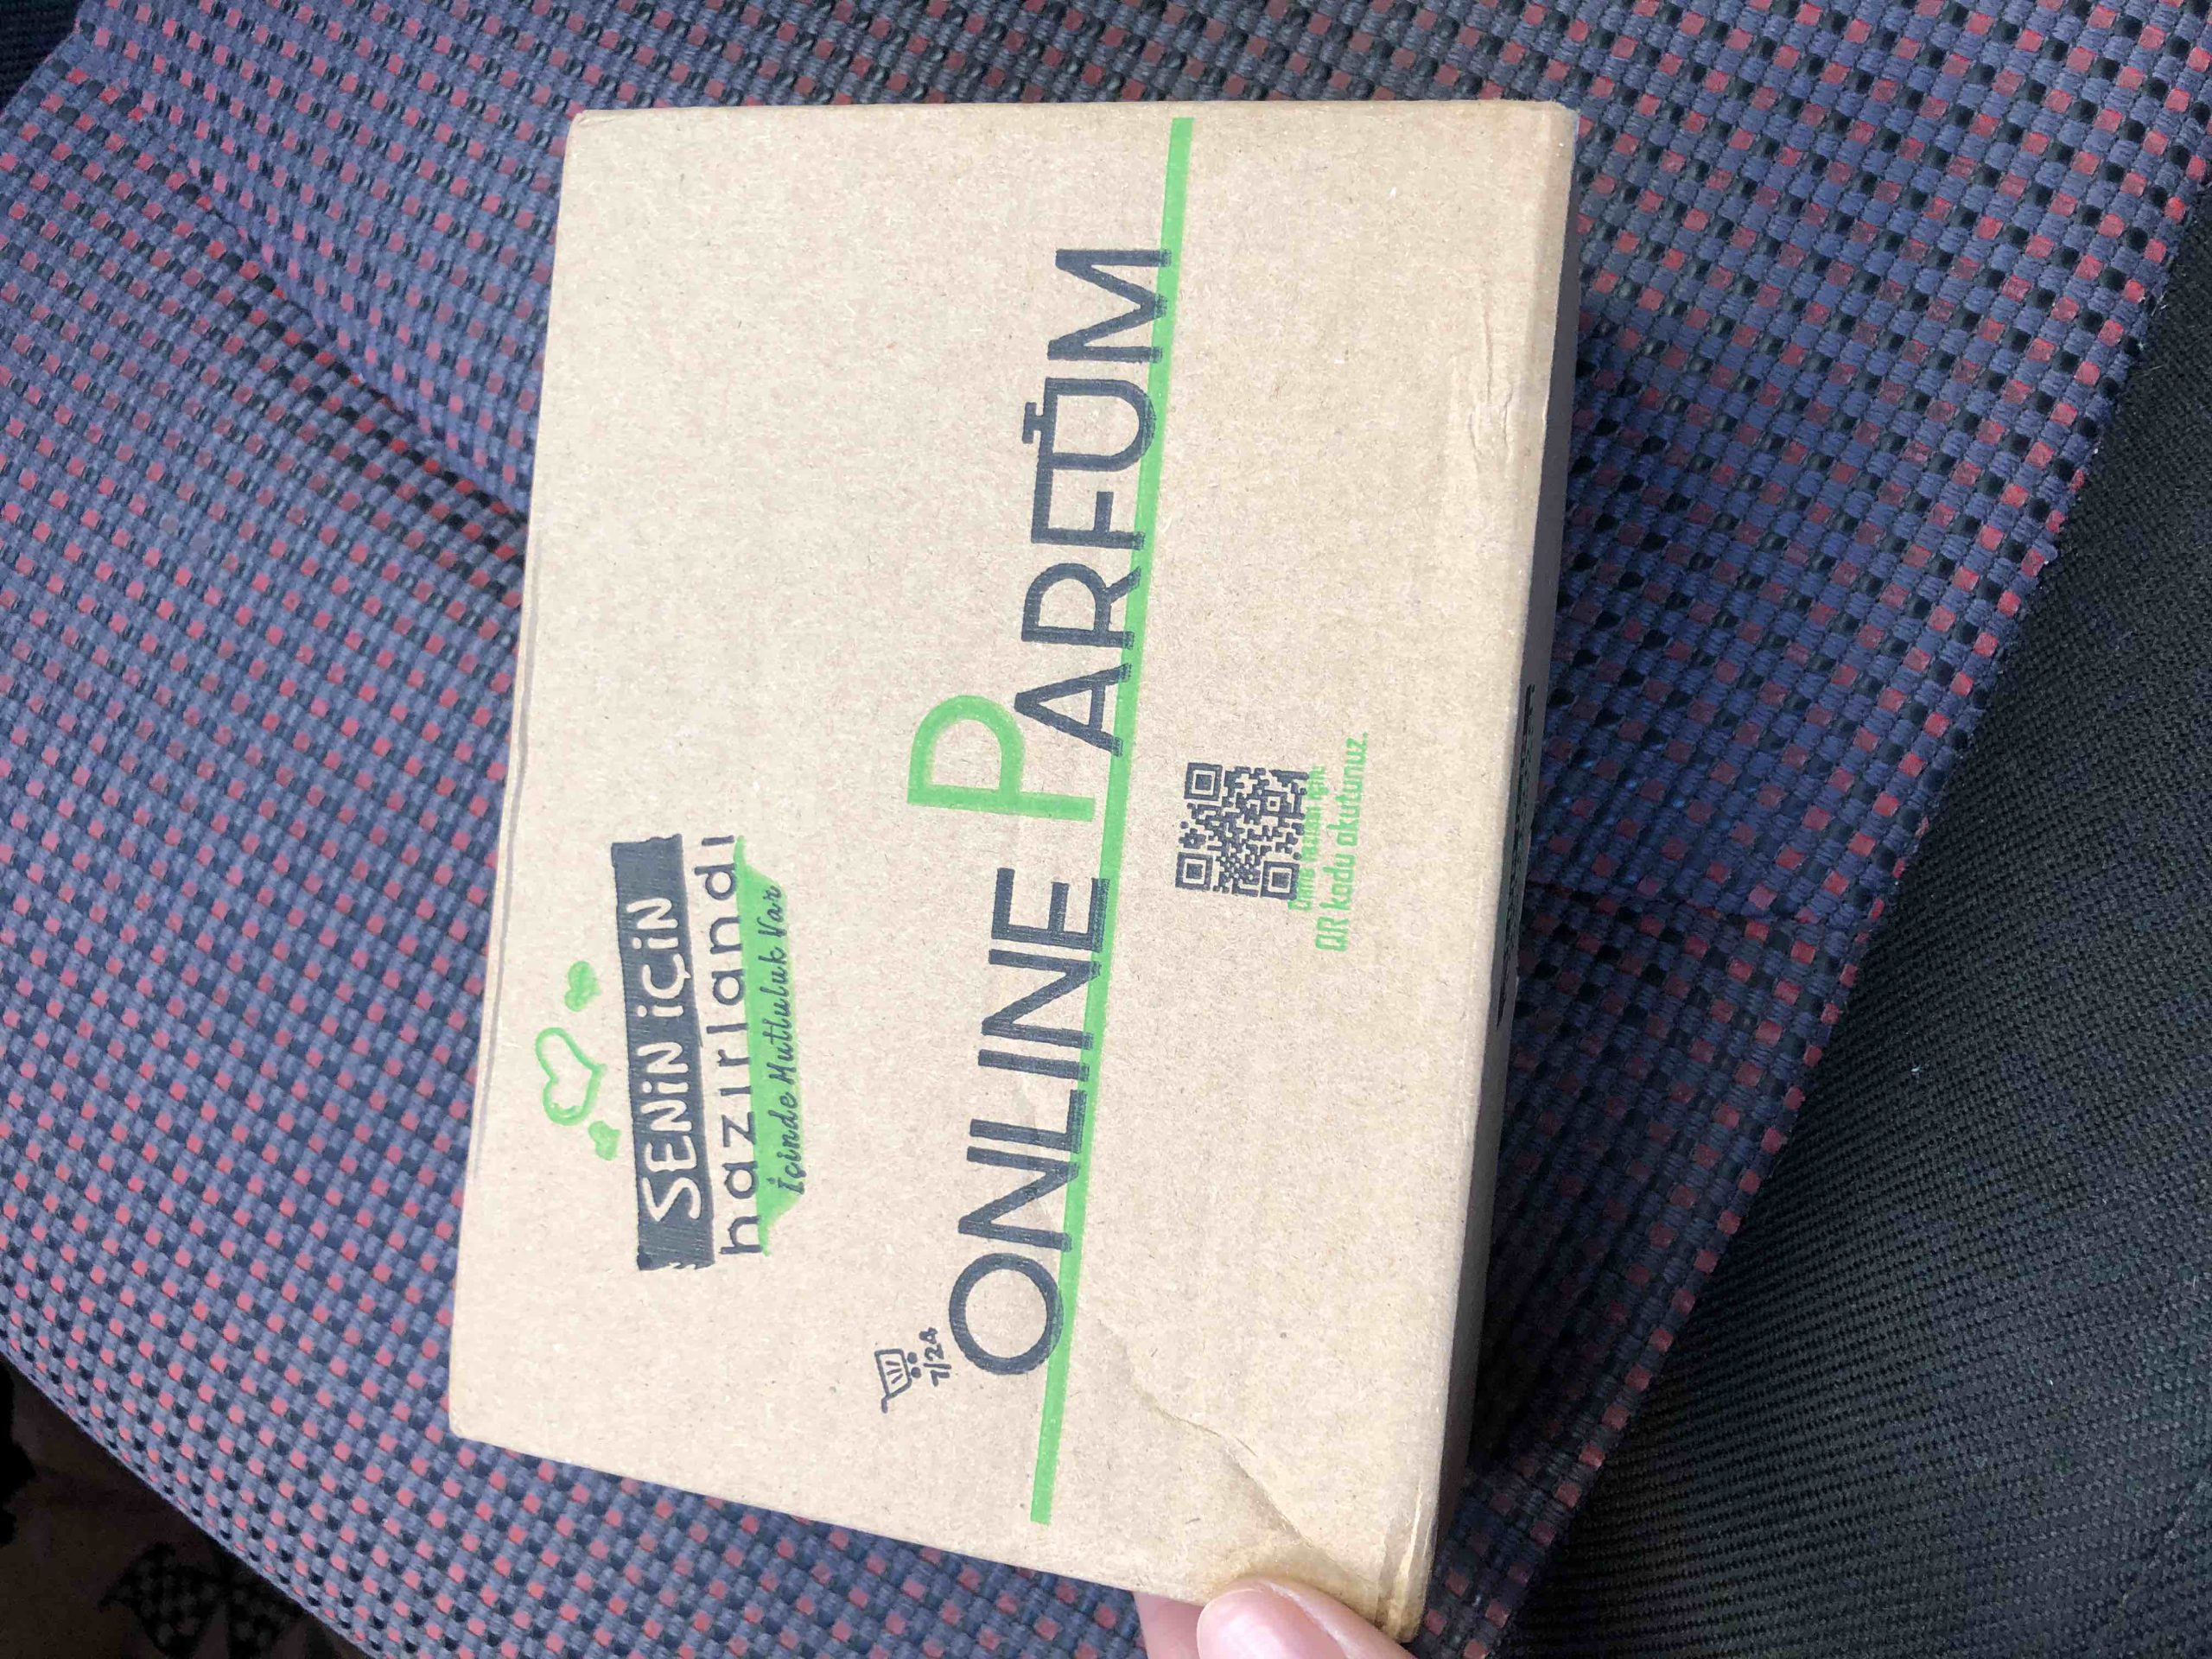 SENİN İÇİN
hazırlandı
İçinde Mutluluk Var
7/24
ONLINE PARFÜM
QR kodu okutunuz.